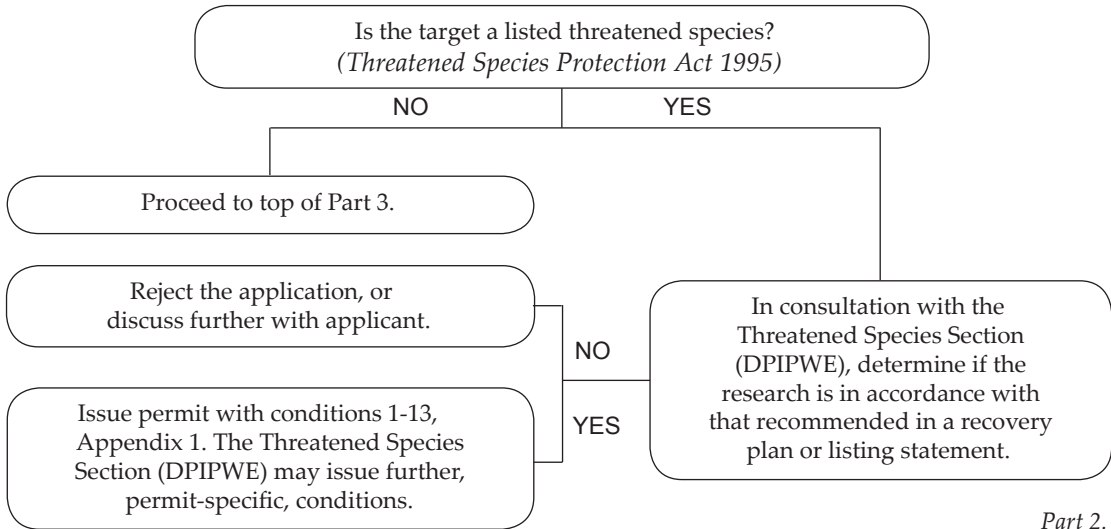 Is the target a listed threatened species?
(Threatened Species Protection Act 1995)
NO
YES
Proceed to top of Part 3.
Reject the application, or
discuss further with applicant.
NO
YES
Issue permit with conditions 1-13,
Appendix 1. The Threatened Species
Section (DPIPWE) may issue further,
permit-specific, conditions.
In consultation with the
Threatened Species Section
(DPIPWE), determine if the
research is in accordance with
that recommended in a recovery
plan or listing statement.
Part 2.